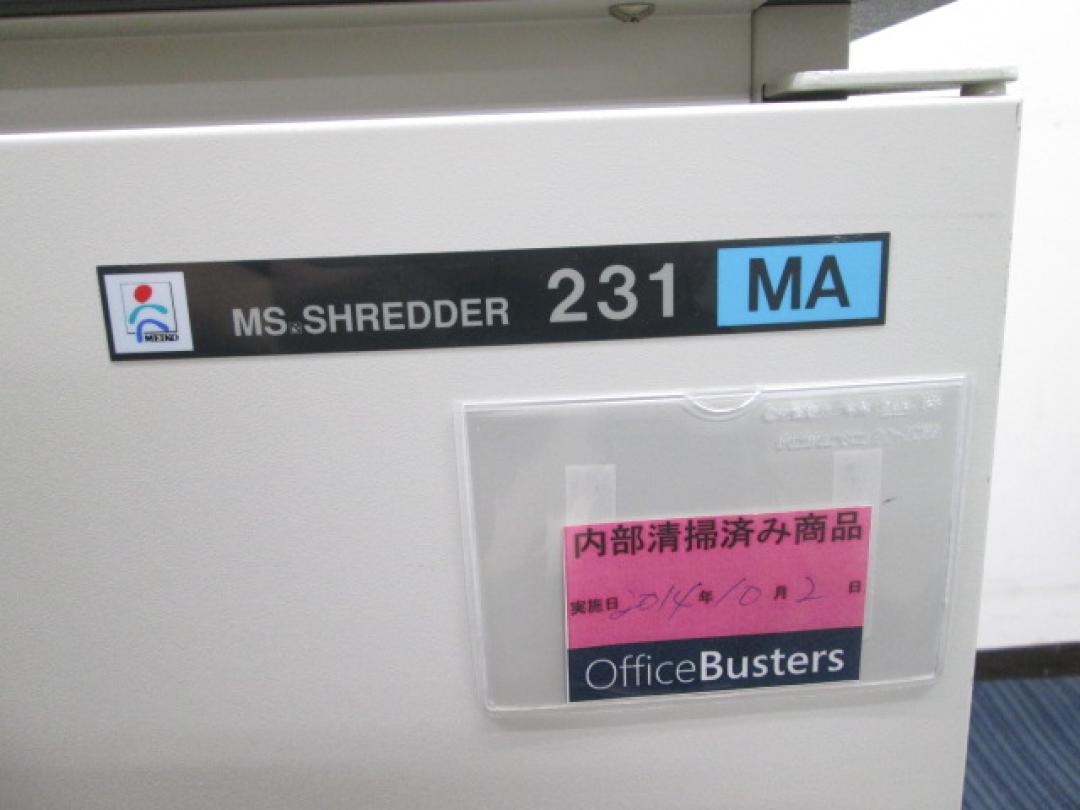 MEIKO
MS.SHREDDER 231 MA
内部清掃済み商品
実施日 2014年10月2日
OfficeBusters